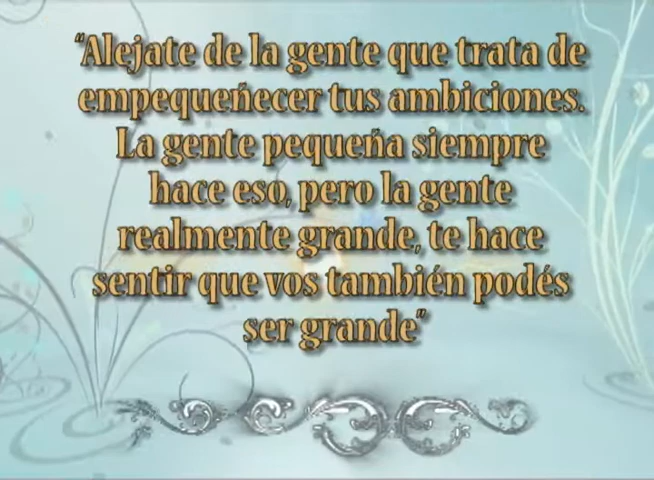 "Alejate de la gente que trata de
empequeñecer tus ambiciones.
La gente pequeña siempre
hace eso, pero la gente
realmente grande, te hace
sentir que vos también podés
ser grande"